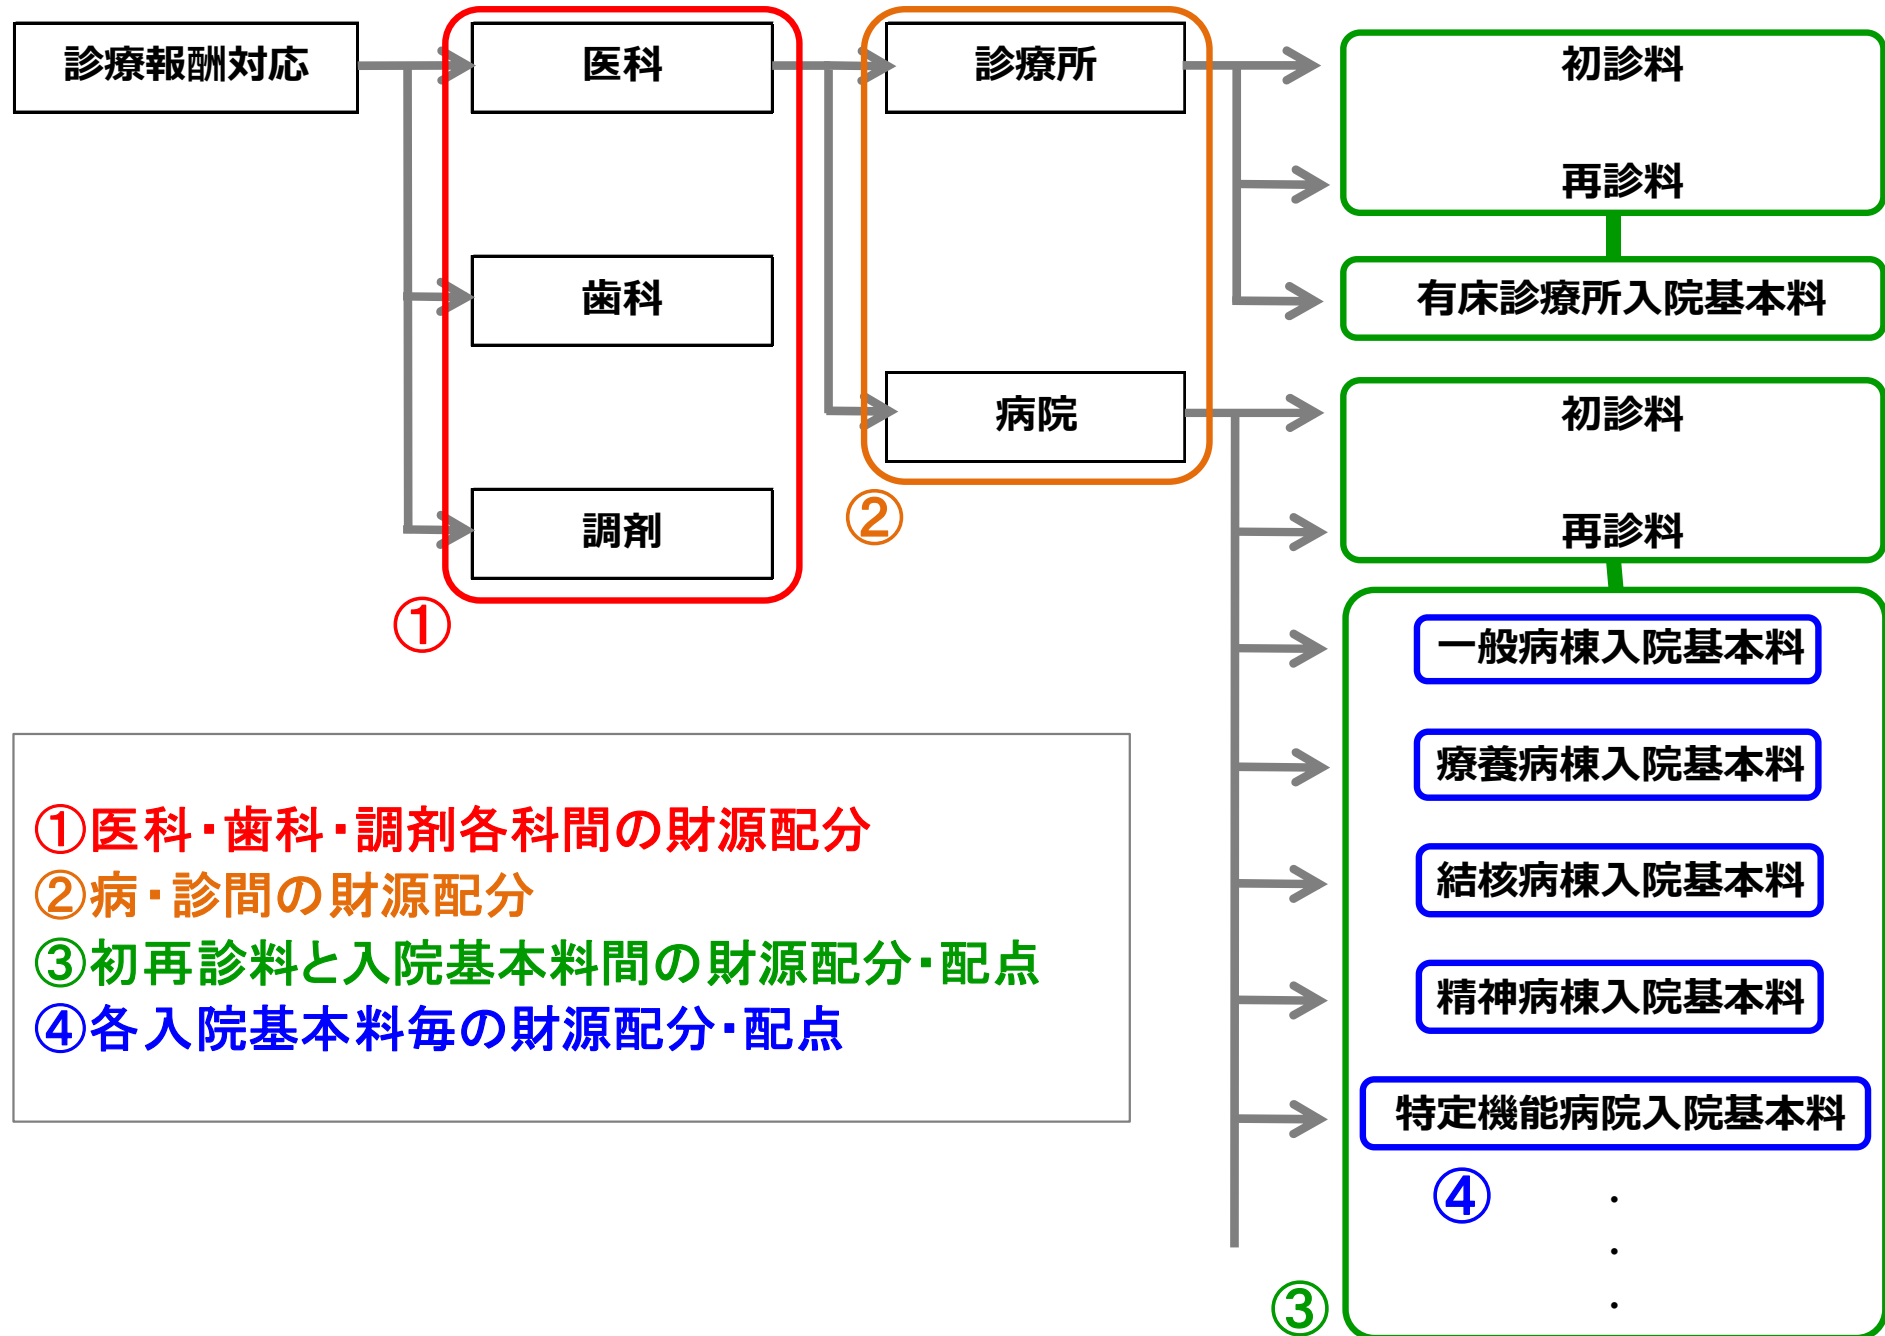 診療報酬対応
医科
歯科
調剤
①
診療所
病院
②
初診料
再診料
有床診療所入院基本料
初診料
再診料
一般病棟入院基本料
療養病棟入院基本料
結核病棟入院基本料
精神病棟入院基本料
特定機能病院入院基本料
④
・
・
・
③
①医科・歯科・調剤各科間の財源配分
②病・診間の財源配分
③初再診料と入院基本料間の財源配分・配点
④各入院基本料毎の財源配分・配点